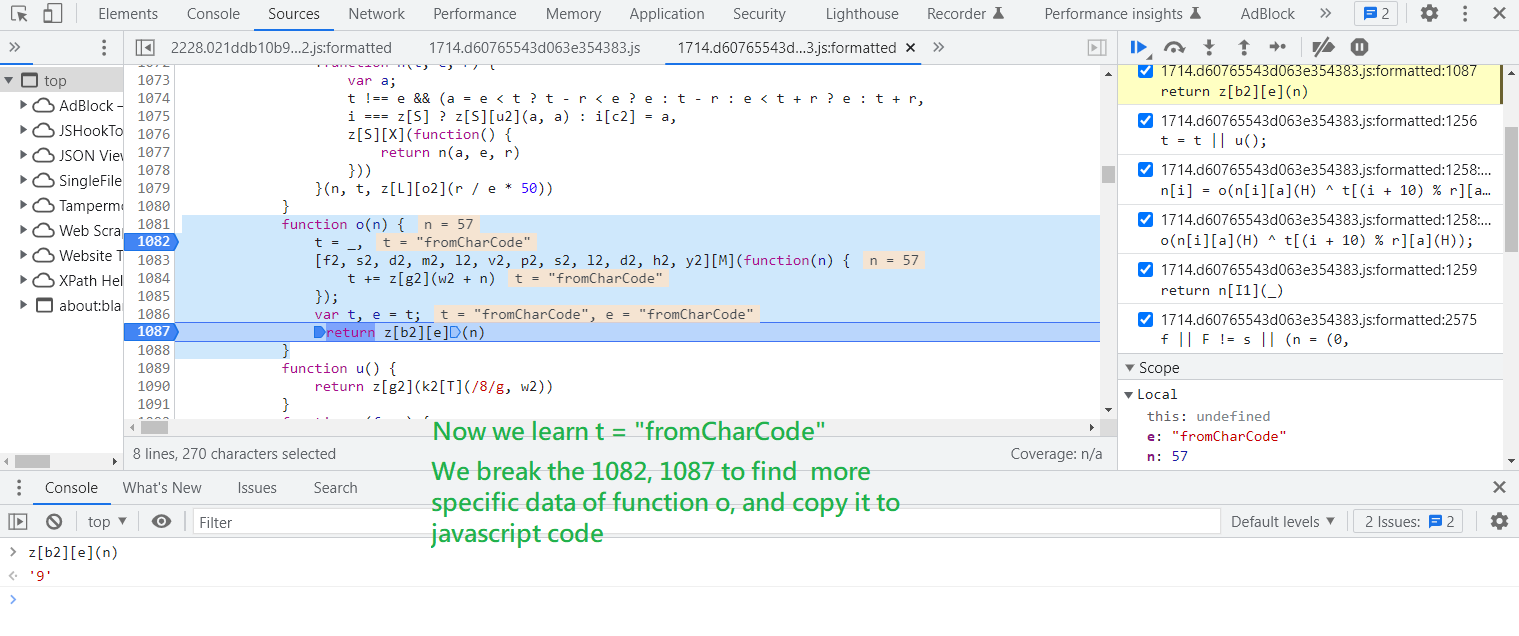 Elements Console Sources Network Performance Memory Application Security Lighthouse Recorder Performance insights AdBlock » 2
» 2228.021ddb10b9...2.js:formatted 1714.d60765543d063e354383.js 1714.d60765543d...3.js:formatted × »
top
AdBlock –
JSHookTo
JSON View
SingleFile
Tampermo
Web Scra
Website T
XPath Hel
about:bla
1073 var a;
1074 t !== e && (a = e < t ? t - r < e ? e : t - r : e < t + r ? e : t + r,
1075 i === z[S] ? z[S][u2](a, a) : i[c2] = a,
1076 z[S][X](function() {
1077 return n(a, e, r)
1078 }))
1079 }(n, t, z[L][o2](r / e * 50))
1080 }
1081 function o(n) { n = 57
1082 t = _, t = "fromCharCode"
1083 [f2, s2, d2, m2, l2, v2, p2, s2, l2, d2, h2, y2][M](function(n) { n = 57
1084 t += z[g2](w2 + n) t = "fromCharCode"
1085 });
1086 var t, e = t; t = "fromCharCode", e = "fromCharCode"
1087 return z[b2][e](n)
1088 }
1089 function u() {
1090 return z[g2](k2[T](/8/g, w2))
1091 }
8 lines, 270 characters selected Coverage: n/a
1714.d60765543d063e354383.js:formatted:1087
return z[b2][e](n)
1714.d60765543d063e354383.js:formatted:1256
t = t || u();
1714.d60765543d063e354383.js:formatted:1258:...
n[i] = o(n[i][a](H) ^ t[(i + 10) % r][a...
1714.d60765543d063e354383.js:formatted:1258:...
o(n[i][a](H) ^ t[(i + 10) % r][a](H));
1714.d60765543d063e354383.js:formatted:1259
return n[I1](_)
1714.d60765543d063e354383.js:formatted:2575
f || F != s || (n = (0,
Scope
Local
this: undefined
e: "fromCharCode"
n: 57
Now we learn t = "fromCharCode"
We break the 1082, 1087 to find more
specific data of function o, and copy it to
javascript code
Console What's New Issues Search
top Filter Default levels 2 Issues: 2
> z[b2][e](n)
'9'
>